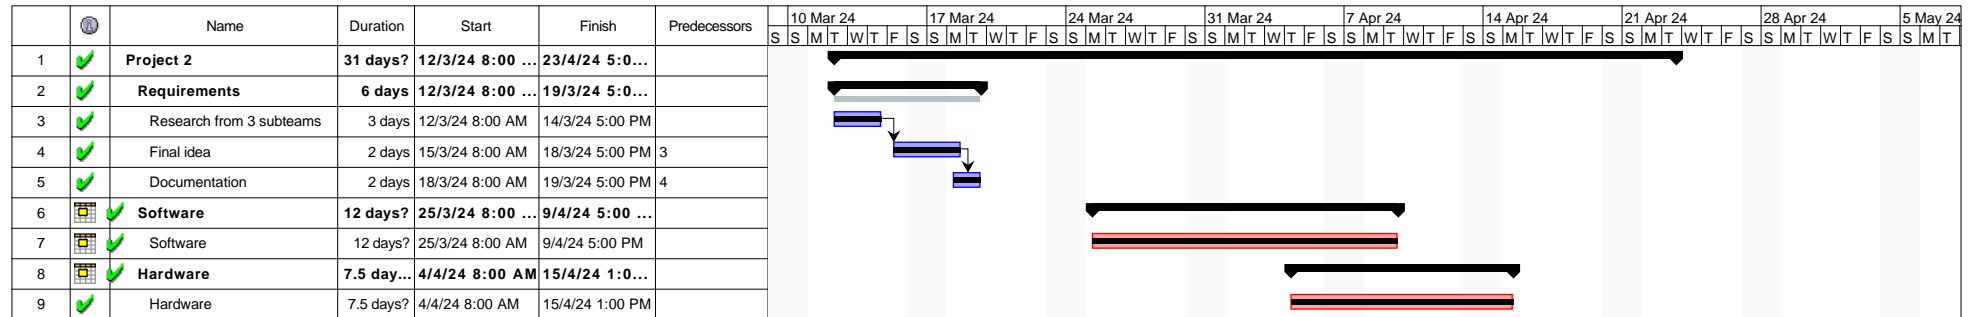 Name Duration Start Finish Predecessors
10 Mar 24 17 Mar 24 24 Mar 24 31 Mar 24 7 Apr 24 14 Apr 24 21 Apr 24 28 Apr 24 5 May 24
S S M T W T F S S M T W T F S S M T W T F S S M T W T F S S M T W T F S S M T W T F S S M T W T F S S M T W T F S S M T
1 Project 2 31 days? 12/3/24 8:00 ... 23/4/24 5:0...
2 Requirements 6 days 12/3/24 8:00 ... 19/3/24 5:0...
3 Research from 3 subteams 3 days 12/3/24 8:00 AM 14/3/24 5:00 PM
4 Final idea 2 days 15/3/24 8:00 AM 18/3/24 5:00 PM 3
5 Documentation 2 days 18/3/24 8:00 AM 19/3/24 5:00 PM 4
6 Software 12 days? 25/3/24 8:00 ... 9/4/24 5:00 ...
7 Software 12 days? 25/3/24 8:00 AM 9/4/24 5:00 PM
8 Hardware 7.5 day... 4/4/24 8:00 AM 15/4/24 1:0...
9 Hardware 7.5 days? 4/4/24 8:00 AM 15/4/24 1:00 PM